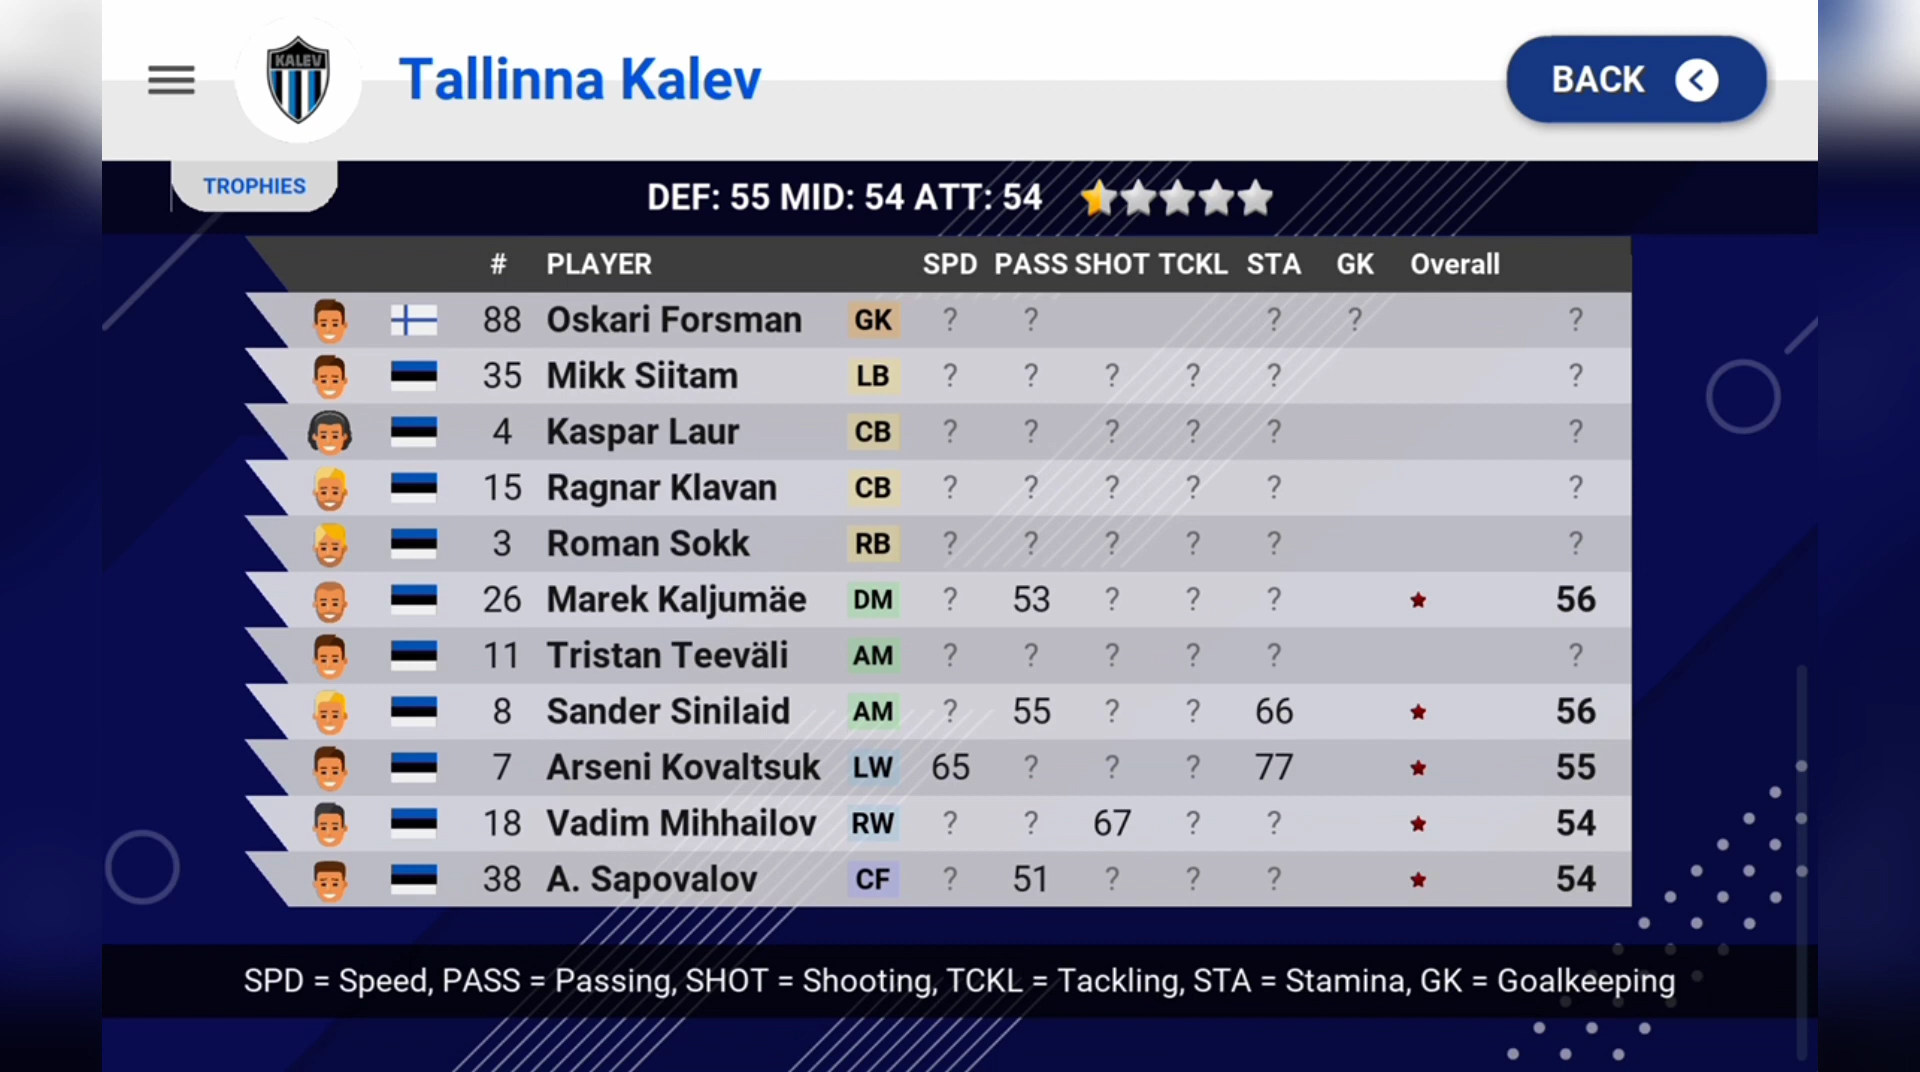 KALEV
Tallinna Kalev
BACK
TROPHIES
DEF: 55 MID: 54 ATT: 54
# PLAYER SPD PASS SHOT TCKL STA GK Overall
88 Oskari Forsman GK ? ? ? ? ?
35 Mikk Siitam LB ? ? ? ? ? ?
4 Kaspar Laur CB ? ? ? ? ? ?
15 Ragnar Klavan CB ? ? ? ? ? ?
3 Roman Sokk RB ? ? ? ? ? ?
26 Marek Kaljumäe DM ? 53 ? ? ? 56
11 Tristan Teeväli AM ? ? ? ? ? ?
8 Sander Sinilaid AM ? 55 ? ? 66 56
7 Arseni Kovaltsuk LW 65 ? ? ? 77 55
18 Vadim Mihhailov RW ? ? 67 ? ? 54
38 A. Sapovalov CF ? 51 ? ? ? 54
SPD = Speed, PASS = Passing, SHOT = Shooting, TCKL = Tackling, STA = Stamina, GK = Goalkeeping